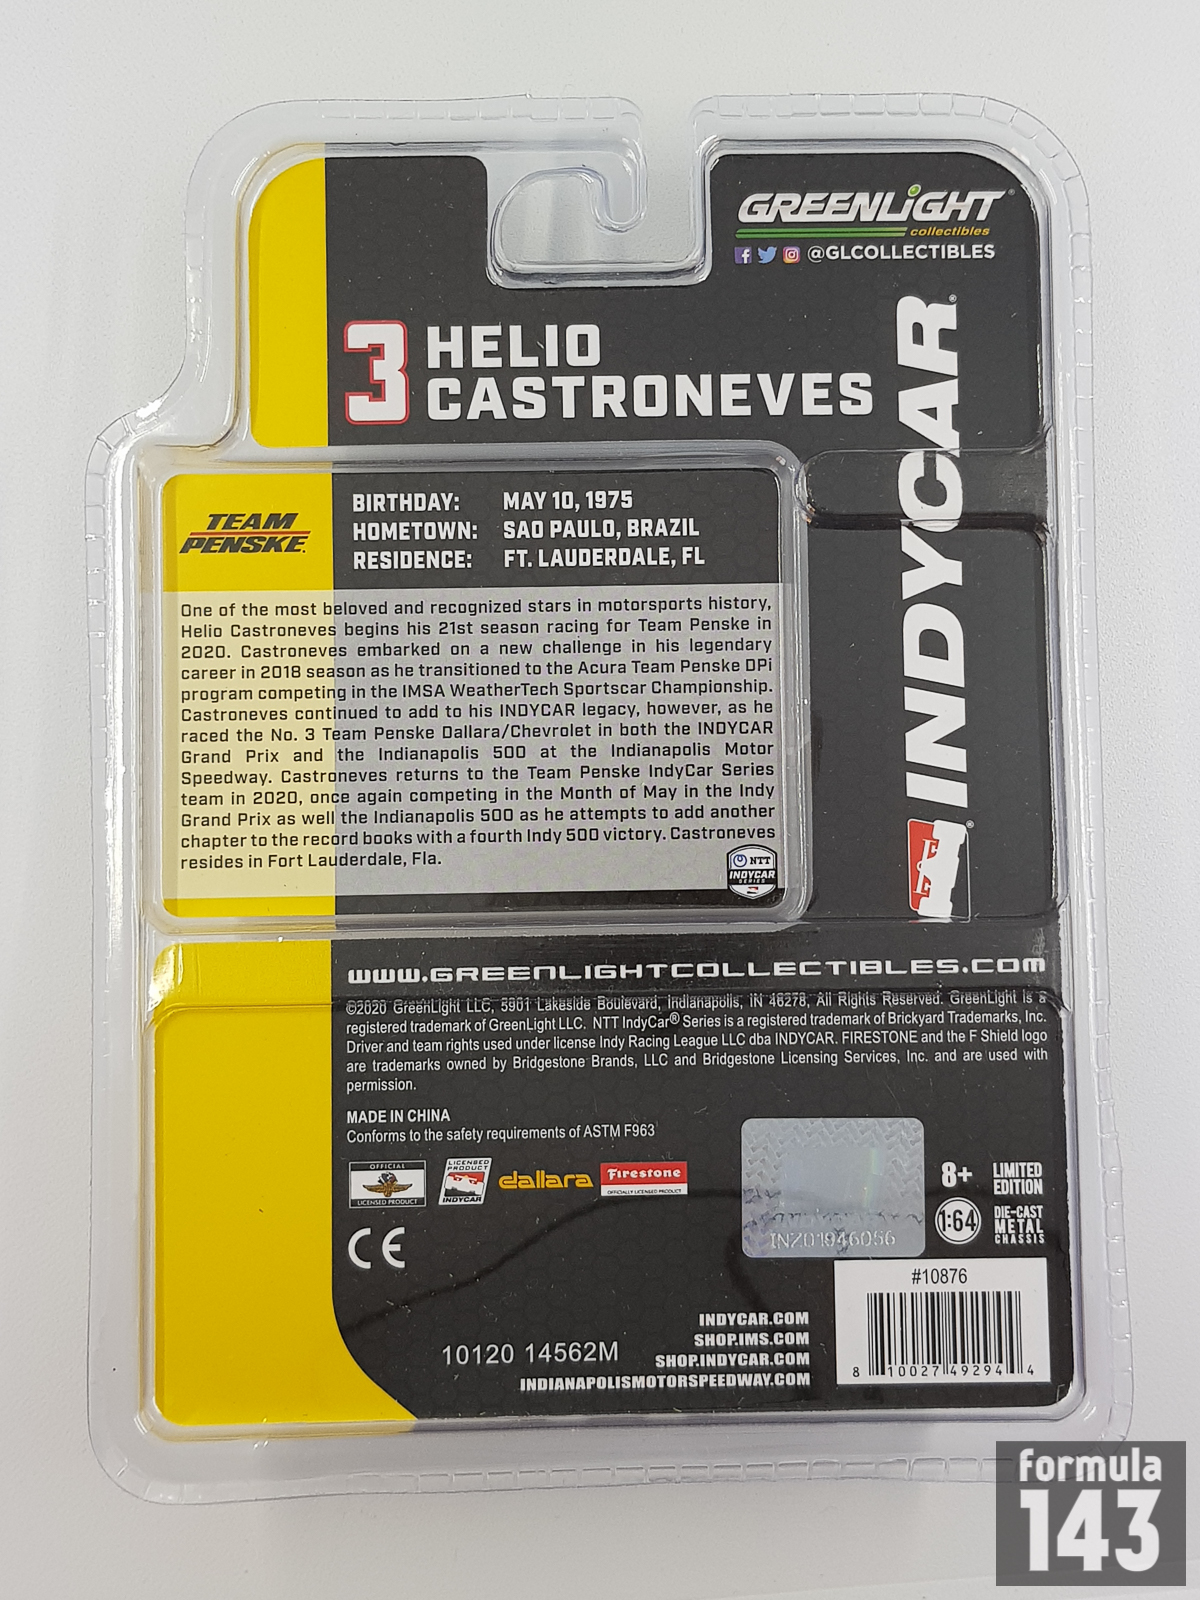 GREENLiGHT®
collectibles
@GLCOLLECTIBLES
3 HELIO
CASTRONEVES
INDYCAR®
TEAM
PENSKE.
BIRTHDAY: MAY 10, 1975
HOMETOWN: SAO PAULO, BRAZIL
RESIDENCE: FT. LAUDERDALE, FL
One of the most beloved and recognized stars in motorsports history,
Helio Castroneves begins his 21st season racing for Team Penske in
2020. Castroneves embarked on a new challenge in his legendary
career in 2018 season as he transitioned to the Acura Team Penske DPi
program competing in the IMSA WeatherTech Sportscar Championship.
Castroneves continued to add to his INDYCAR legacy, however, as he
raced the No. 3 Team Penske Dallara/Chevrolet in both the INDYCAR
Grand Prix and the Indianapolis 500 at the Indianapolis Motor
Speedway. Castroneves returns to the Team Penske IndyCar Series
team in 2020, once again competing in the Month of May in the Indy
Grand Prix as well the Indianapolis 500 as he attempts to add another
chapter to the record books with a fourth Indy 500 victory. Castroneves
resides in Fort Lauderdale, Fla.
NTT
INDYCAR
SERIES
www.GREENLIGHTCOLLECTIBLES.COM
©2020 GreenLight LLC, 5901 Lakeside Boulevard, Indianapolis, IN 46278, All Rights Reserved. GreenLight is a
registered trademark of GreenLight LLC. NTT IndyCar® Series is a registered trademark of Brickyard Trademarks, Inc.
Driver and team rights used under license Indy Racing League LLC dba INDYCAR. FIRESTONE and the F Shield logo
are trademarks owned by Bridgestone Brands, LLC and Bridgestone Licensing Services, Inc. and are used with
permission.
MADE IN CHINA
Conforms to the safety requirements of ASTM F963
OFFICIAL
LICENSED PRODUCT
LICENSED
PRODUCT
INDYCAR
dallara
Firestone
OFFICIALLY LICENSED PRODUCT
INZ01946056
8+
LIMITED
EDITION
1:64
DIE-CAST
METAL
CHASSIS
CE
#10876
8 10027 49294 4
INDYCAR.COM
SHOP.IMS.COM
SHOP.INDYCAR.COM
INDIANAPOLISMOTORSPEEDWAY.COM
10120 14562M
formula
143